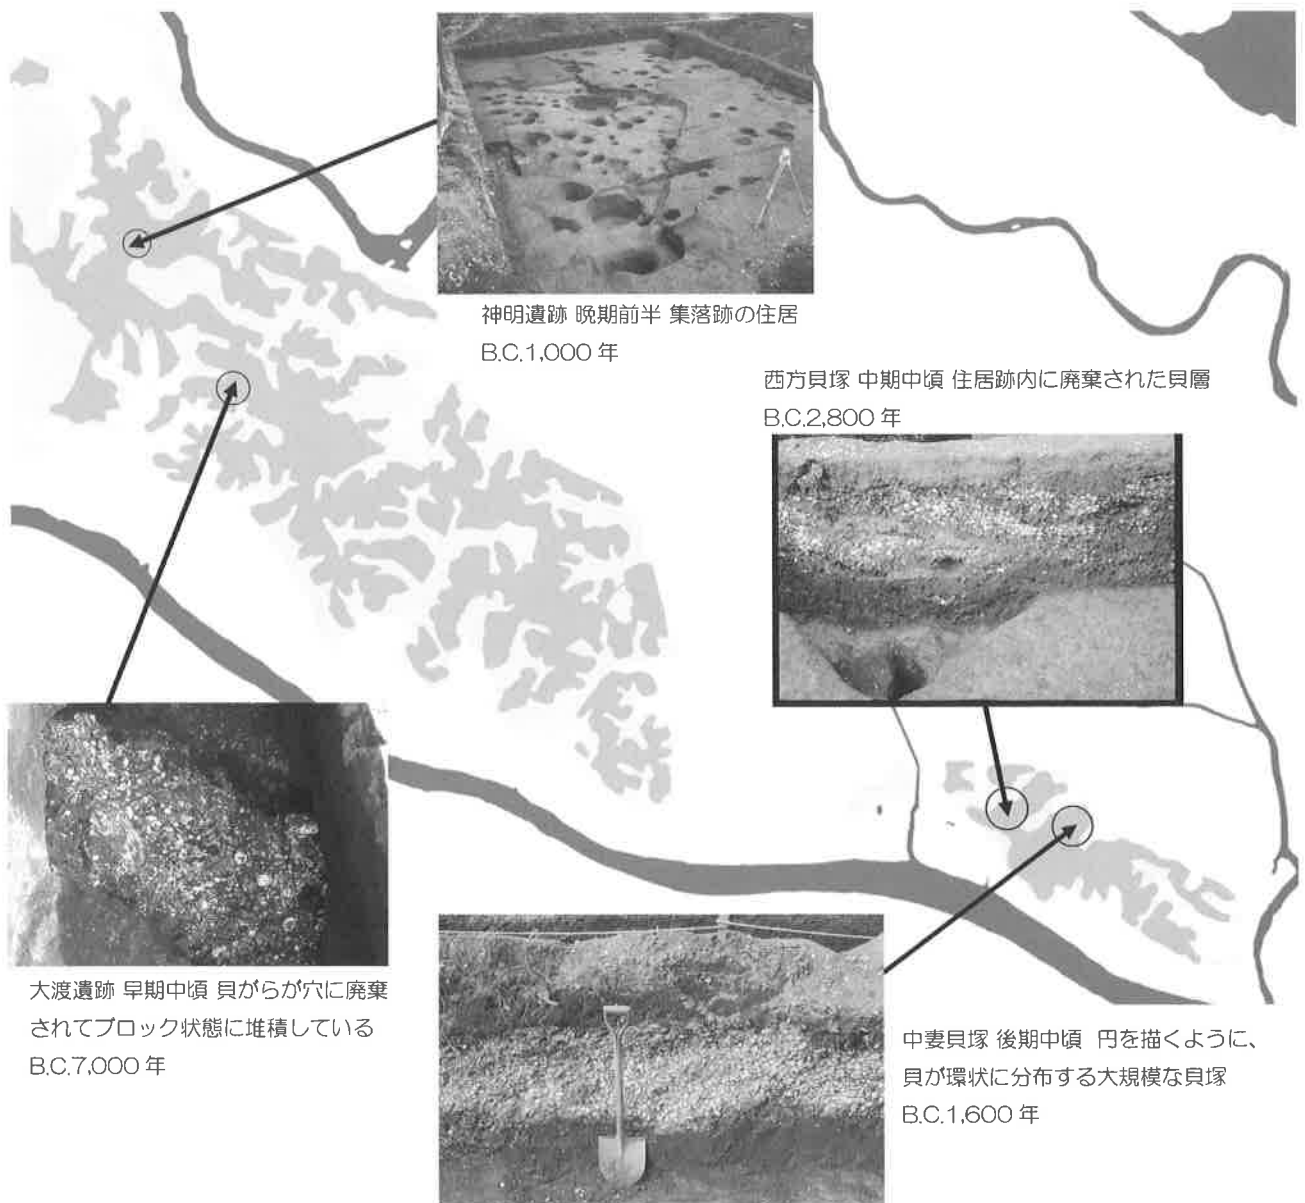 神明遺跡 晩期前半 集落跡の住居
B.C.1,000 年
西方貝塚 中期中頃 住居跡内に廃棄された貝層
B.C.2,800 年
大渡遺跡 早期中頃 貝がらが穴に廃棄
されてブロック状態に堆積している
B.C.7,000 年
中妻貝塚 後期中頃 円を描くように、
貝が環状に分布する大規模な貝塚
B.C.1,600 年